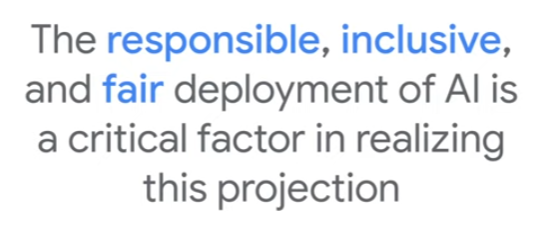 The responsible, inclusive,
and fair deployment of AI is
a critical factor in realizing
this projection